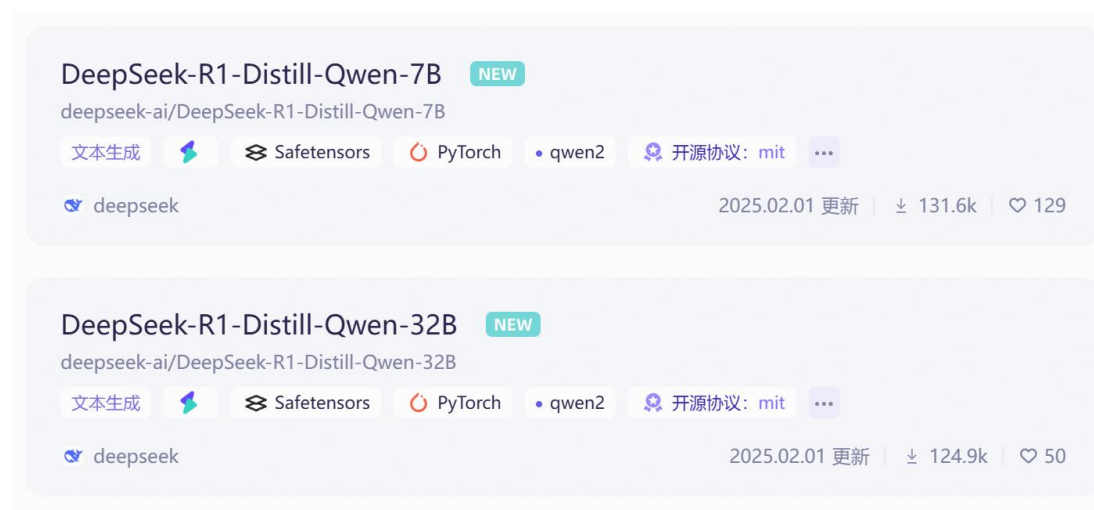 DeepSeek-R1-Distill-Qwen-7B NEW
deepseek-ai/DeepSeek-R1-Distill-Qwen-7B
文本生成 Safetensors PyTorch qwen2 开源协议：mit ...
deepseek 2025.02.01 更新 131.6k 129
DeepSeek-R1-Distill-Qwen-32B NEW
deepseek-ai/DeepSeek-R1-Distill-Qwen-32B
文本生成 Safetensors PyTorch qwen2 开源协议：mit ...
deepseek 2025.02.01 更新 124.9k 50